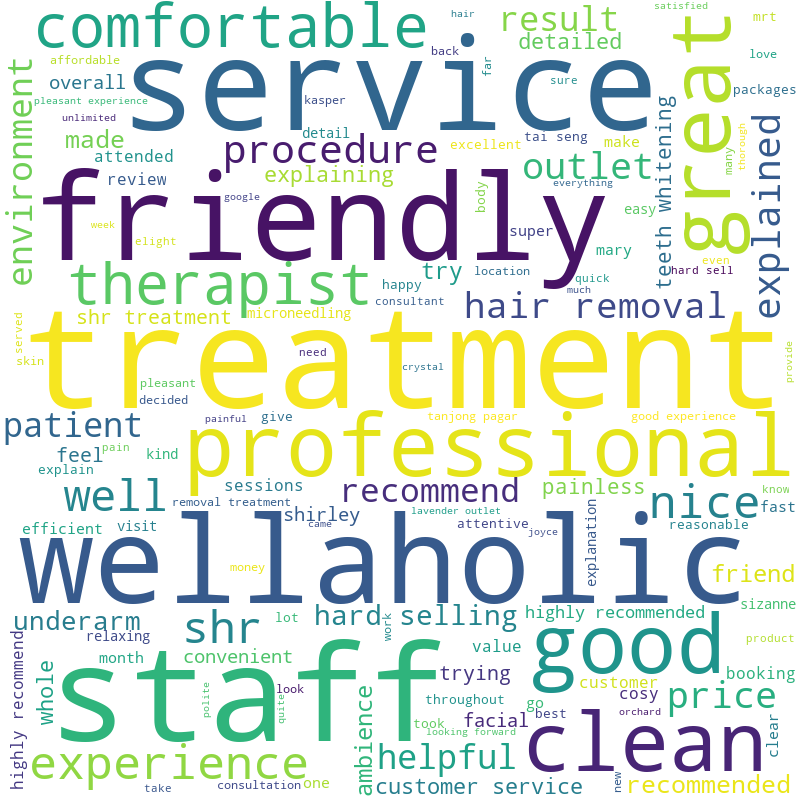 comfortable
service
result
detailed
great
satisfied
mrt
love
packages
hair
back
far
sure
affordable
overall
pleasant experience
unlimited
kasper
environment
made
attended
review
detail
procedure
explaining
tai seng
excellent
make
outlet
everything
body
easy
teeth whitening
many
thorough
explained
friendly
google
week
elight
super
mary
even
hard sell
therapist
happy
consultant
try
location
quick
much
hair removal
served
shr treatment
microneedling
skin
need
treatment
crystal
provide
pleasant
decided
patient
painful
give
tanjong pagar
good experience
professional
feel
pain
kind
explain
well
sessions
recommend
painless
nice
know
fast
removal treatment
shirley
lavender outlet
attentive
explanation
reasonable
efficient
visit
came
joyce
wellaholic
money
friend
underarm
relaxing
shr
lot
work
hard selling
highly recommended
sizanne
product
month
convenient
value
good
highly recommend
whole
staff
polite
quite
look
trying
customer
booking
throughout
go
cosy
price
ambience
took
looking forward
facial
best
orchard
clean
clear
experience
helpful
take
consultation
one
customer service
new
recommended